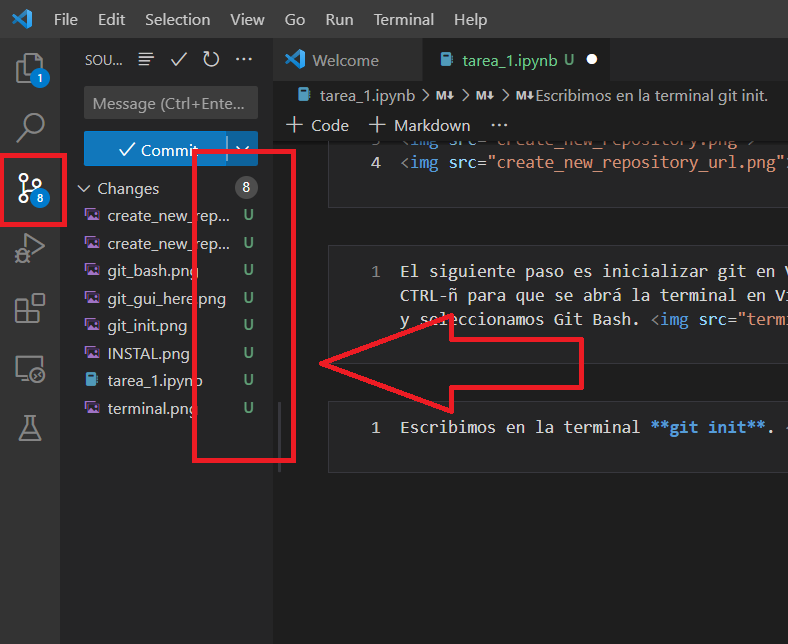 File Edit Selection View Go Run Terminal Help
SOU... ...
Welcome
tarea_1.ipynb U
1
tarea_1.ipynb > M↓ > M↓ > M↓Escribimos en la terminal git init.
Message (Ctrl+Ente...
+ Code + Markdown ...
Commit
<img src="create_new_repository.png">
4 <img src="create_new_repository_url.png"
8
Changes 8
create_new_rep... U
create_new_rep... U
git_bash.png U
git_gui_here.png U
git_init.png U
INSTAL.png U
tarea_1.ipynb U
terminal.png U
1 El siguiente paso es inicializar git en V
CTRL-ñ para que se abrá la terminal en Vi
y seleccionamos Git Bash. <img src="termi
1 Escribimos en la terminal **git init**. <